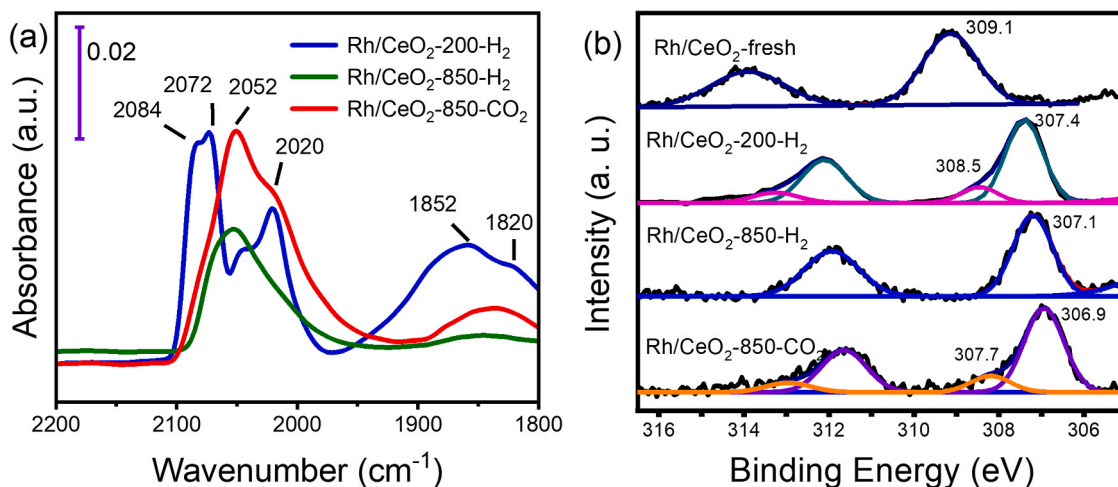 (a)
0.02
Rh/CeO₂-200-H₂
Rh/CeO₂-850-H₂
Rh/CeO₂-850-CO₂
2084
2072
2052
2020
1852
1820
Absorbance (a.u.)
2200
2100
2000
1900
1800
Wavenumber (cm⁻¹)
(b)
Rh/CeO₂-fresh
309.1
Rh/CeO₂-200-H₂
308.5
307.4
Rh/CeO₂-850-H₂
307.1
Rh/CeO₂-850-CO₂
307.7
306.9
Intensity (a. u.)
316
314
312
310
308
306
Binding Energy (eV)